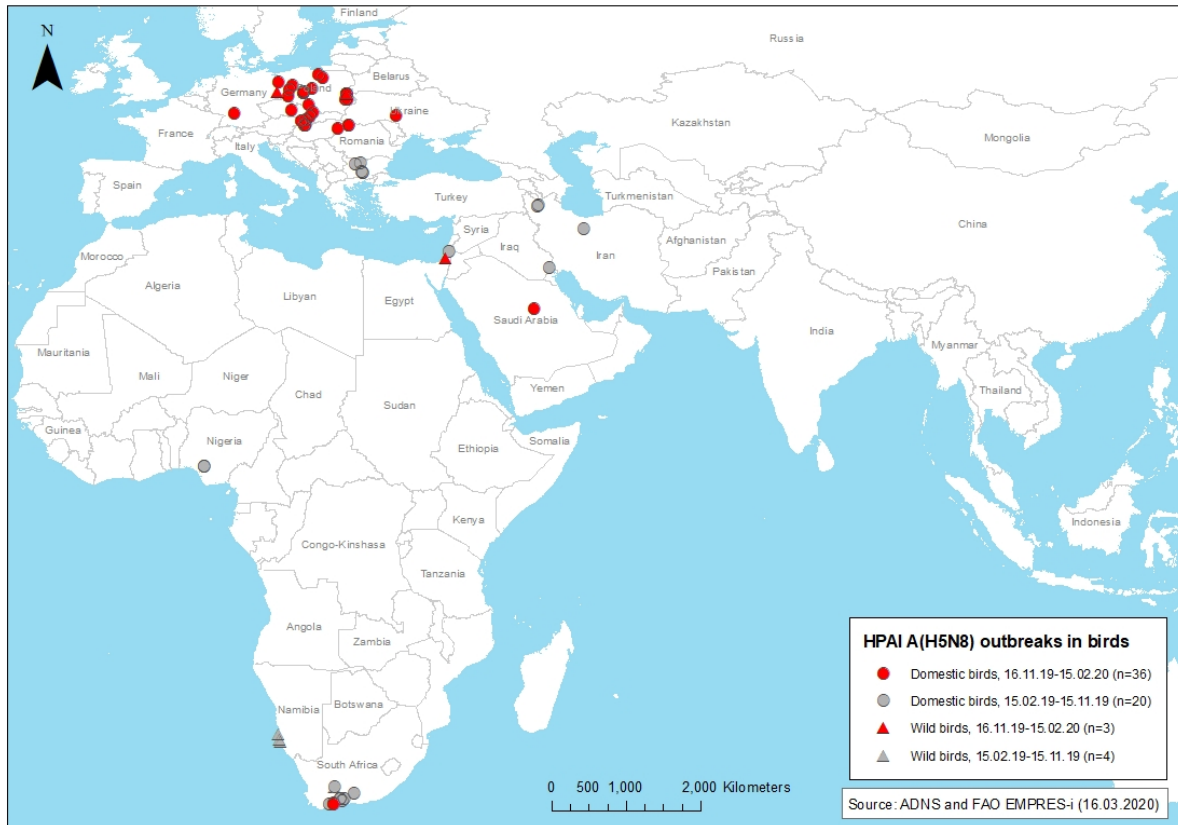 N
Finland
Russia
Belarus
Germany
Poland
Ukraine
France
Kazakhstan
Mongolia
Italy
Romania
Spain
Turkey
Turkmenistan
China
Syria
Afghanistan
Iraq
Iran
Morocco
Pakistan
Algeria
Libyan
Egypt
Saudi Arabia
India
Myanmar
Mauritania
Mali
Niger
Chad
Sudan
Yemen
Thailand
Guinea
Nigeria
Ethiopia
Somalia
Kenya
Indonesia
Congo-Kinshasa
Tanzania
Angola
Zambia
Namibia
Botswana
South Africa
0 500 1,000 2,000 Kilometers
HPAI A(H5N8) outbreaks in birds
Domestic birds, 16.11.19-15.02.20 (n=36)
Domestic birds, 15.02.19-15.11.19 (n=20)
Wild birds, 16.11.19-15.02.20 (n=3)
Wild birds, 15.02.19-15.11.19 (n=4)
Source: ADNS and FAO EMPRES-i (16.03.2020)